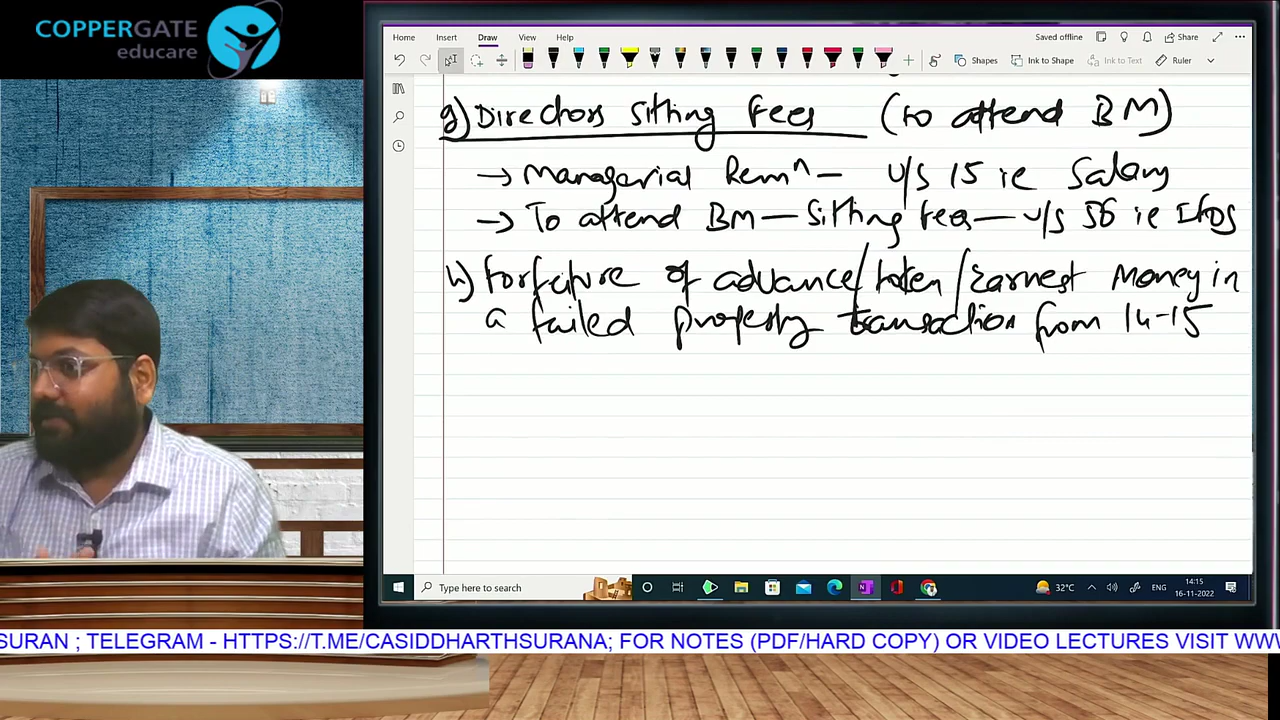 COPPERGATE
educare
Home Insert Draw View Help
Saved offline
Share
Shapes
Ink to Shape
Ink to Text
Ruler
g) Directors Sitting Fees (To attend BM)
→ Managerial Remn – u/s 15 ie Salary
→ To attend BM – Sitting Fees – u/s 56 ie IFOS
h) Forfeiture of advance/token/Earnest Money in
a failed property transaction from 14-15
Type here to search
32°C
ENG
14:15
16-11-2022
SURAN ; TELEGRAM - HTTPS://T.ME/CASIDDHARTHSURANA; FOR NOTES (PDF/HARD COPY) OR VIDEO LECTURES VISIT WWW